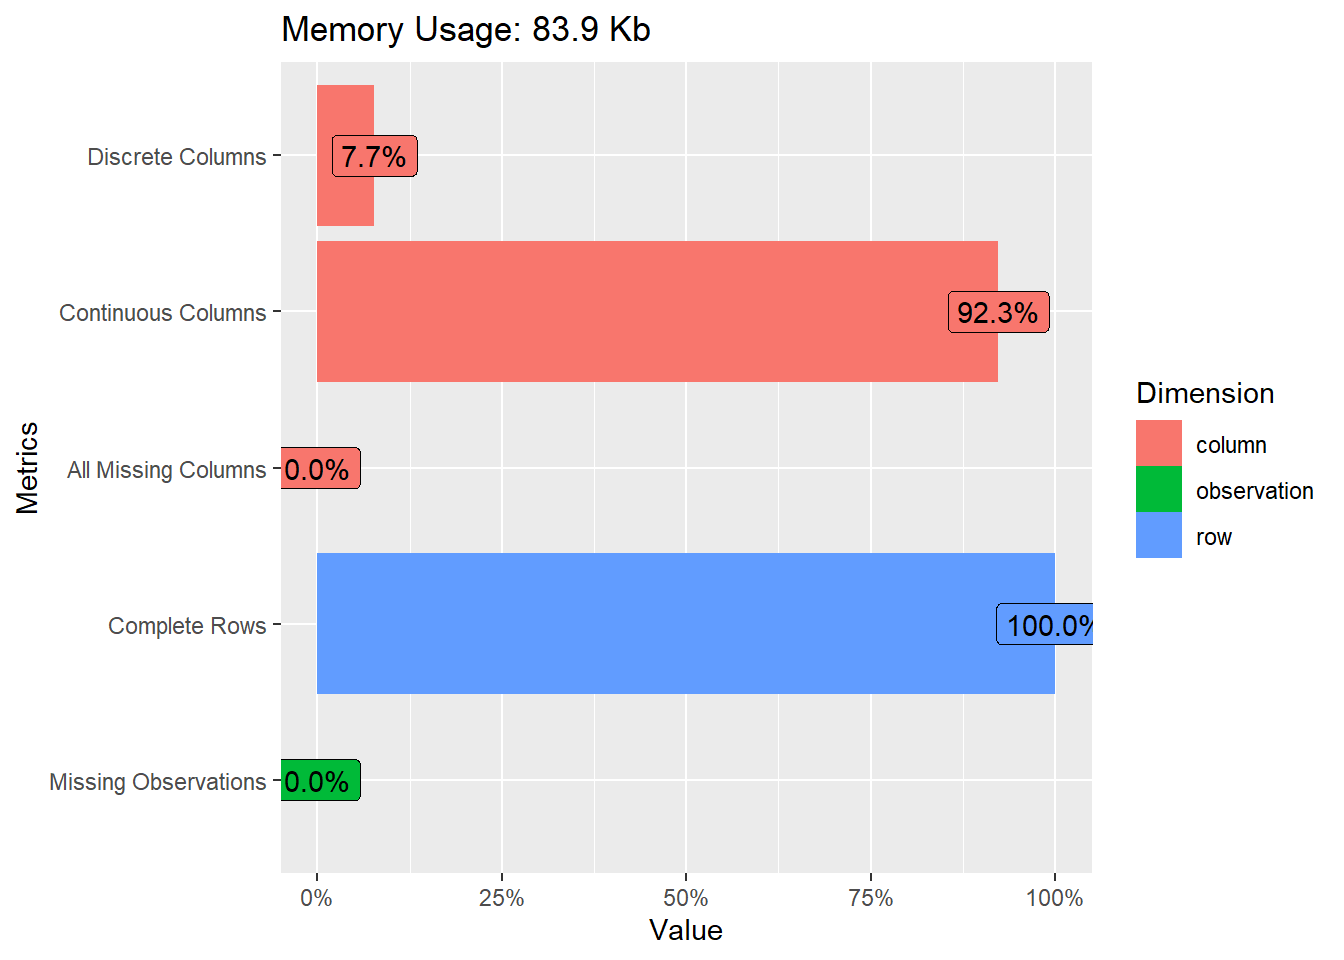 Memory Usage: 83.9 Kb
Discrete Columns
7.7%
Continuous Columns
92.3%
All Missing Columns
0.0%
Complete Rows
100.0%
Missing Observations
0.0%
Metrics
0%
25%
50%
75%
100%
Value
Dimension
column
observation
row